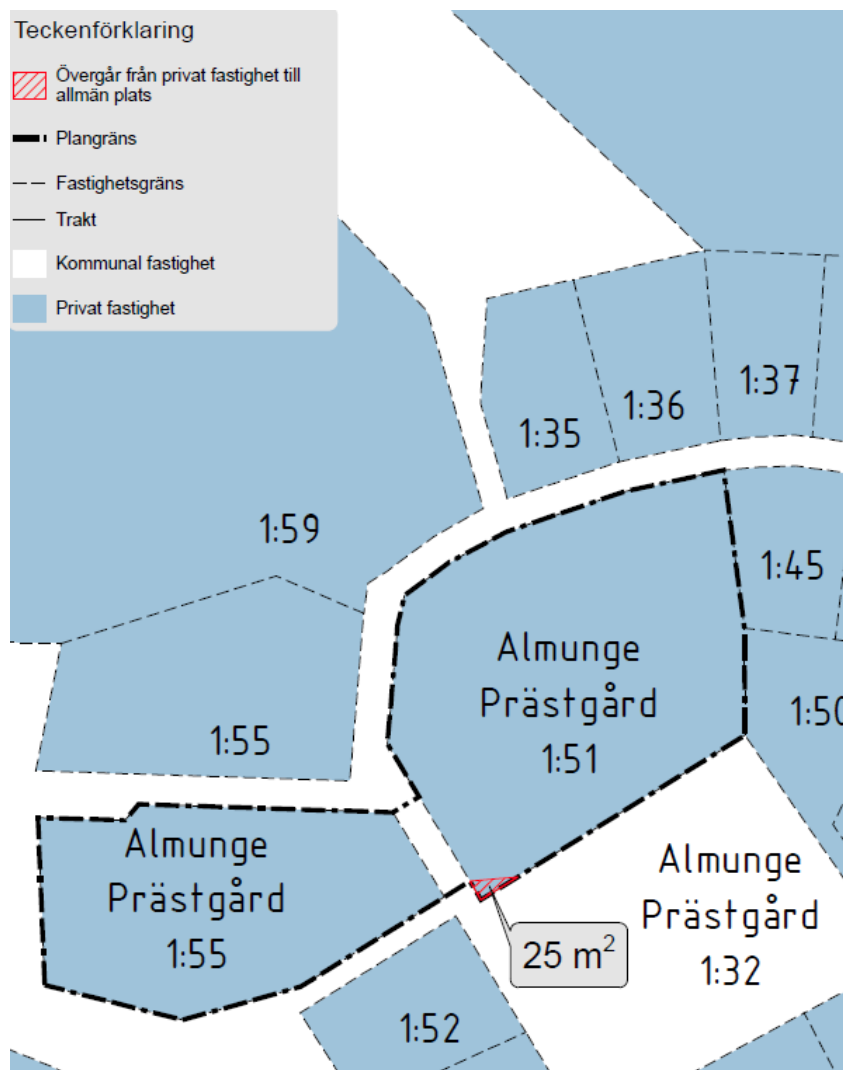 Teckenförklaring
Övergår från privat fastighet till
allmän plats
Plangräns
Fastighetsgräns
Trakt
Kommunal fastighet
Privat fastighet
1:37
1:36
1:35
1:59
1:45
Almunge
Prästgård
1:51
1:50
1:55
Almunge
Prästgård
1:55
Almunge
Prästgård
1:32
25 m²
1:52